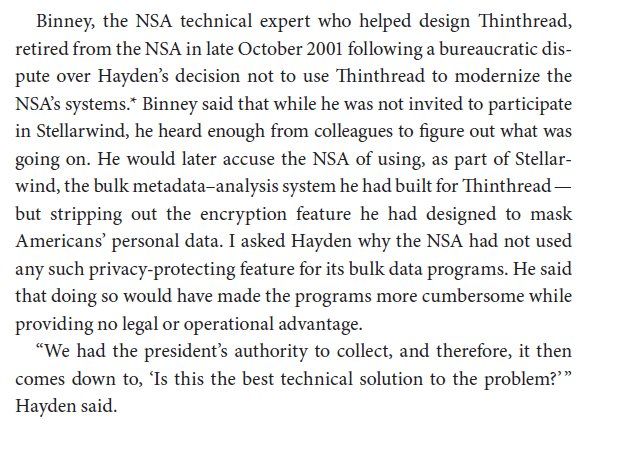 Binney, the NSA technical expert who helped design Thinthread,
retired from the NSA in late October 2001 following a bureaucratic dis-
pute over Hayden’s decision not to use Thinthread to modernize the
NSA’s systems.* Binney said that while he was not invited to participate
in Stellarwind, he heard enough from colleagues to figure out what was
going on. He would later accuse the NSA of using, as part of Stellar-
wind, the bulk metadata–analysis system he had built for Thinthread —
but stripping out the encryption feature he had designed to mask
Americans’ personal data. I asked Hayden why the NSA had not used
any such privacy-protecting feature for its bulk data programs. He said
that doing so would have made the programs more cumbersome while
providing no legal or operational advantage.
“We had the president’s authority to collect, and therefore, it then
comes down to, ‘Is this the best technical solution to the problem?’”
Hayden said.